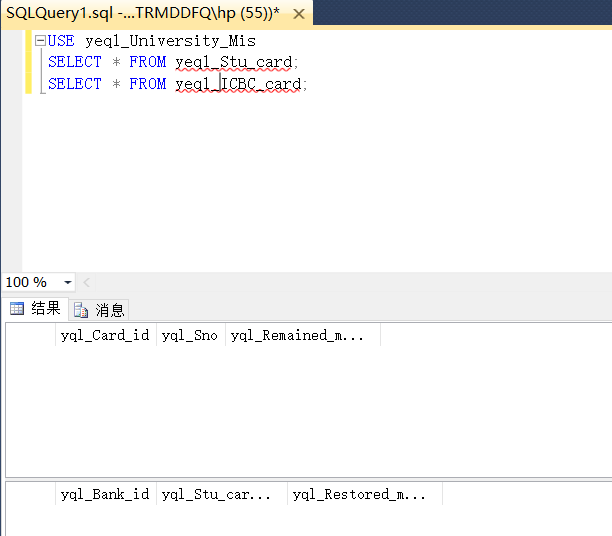 SQLQuery1.sql -...TRMDDFQ\hp (55))*
USE yeql_University_Mis
SELECT * FROM yeql_Stu_card;
SELECT * FROM yeql_ICBC_card;
100 %
结果 消息
yql_Card_id yql_Sno yql_Remained_m...
yql_Bank_id yql_Stu_car... yql_Restored_m...